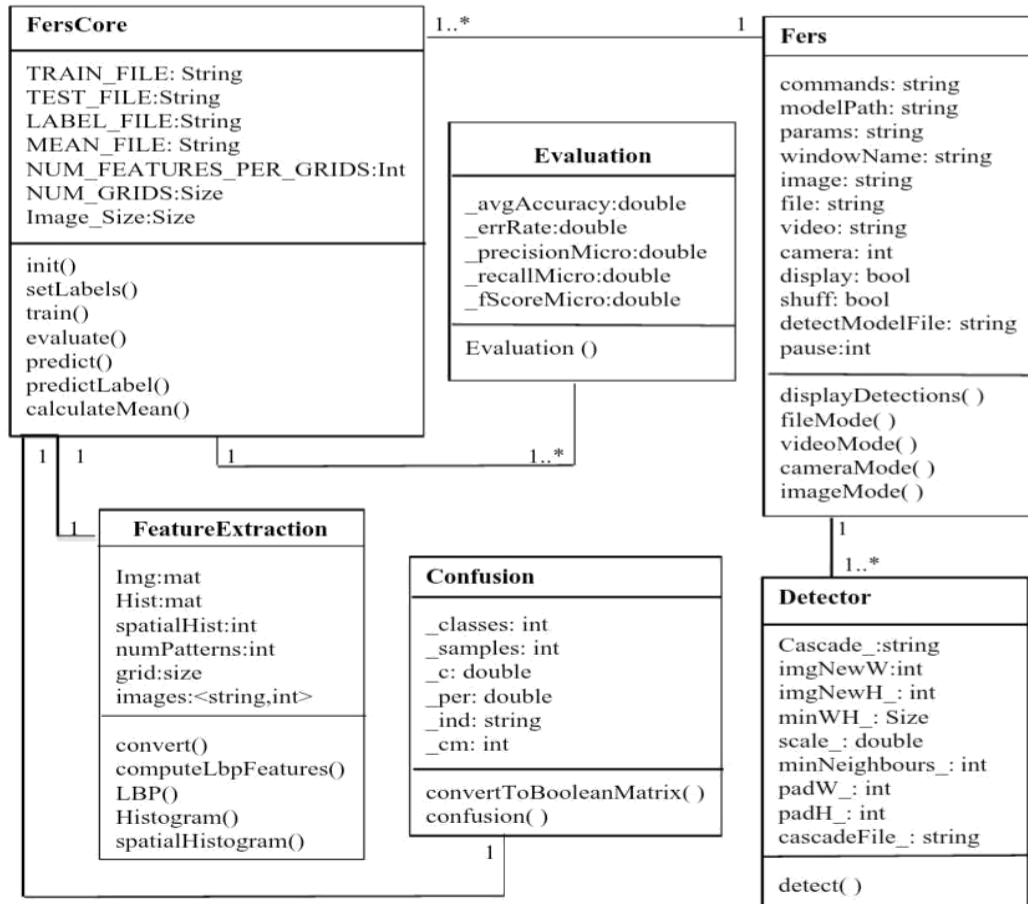 FersCore
TRAIN_FILE: String
TEST_FILE:String
LABEL_FILE:String
MEAN_FILE: String
NUM_FEATURES_PER_GRIDS:Int
NUM_GRIDS:Size
Image_Size:Size
init()
setLabels()
train()
evaluate()
predict()
predictLabel()
calculateMean()
1..*
1
Fers
commands: string
modelPath: string
params: string
windowName: string
image: string
file: string
video: string
camera: int
display: bool
shuff: bool
detectModelFile: string
pause:int
displayDetections( )
fileMode( )
videoMode( )
cameraMode( )
imageMode( )
Evaluation
_avgAccuracy:double
_errRate:double
_precisionMicro:double
_recallMicro:double
_fScoreMicro:double
Evaluation ()
1
1
1
1..*
1
FeatureExtraction
Img:mat
Hist:mat
spatialHist:int
numPatterns:int
grid:size
images:<string,int>
convert()
computeLbpFeatures()
LBP()
Histogram()
spatialHistogram()
Confusion
_classes: int
_samples: int
_c: double
_per: double
_ind: string
_cm: int
convertToBooleanMatrix( )
confusion( )
1
1
1..*
Detector
Cascade_:string
imgNewW:int
imgNewH_: int
minWH_: Size
scale_: double
minNeighbours_: int
padW_: int
padH_: int
cascadeFile_: string
detect( )